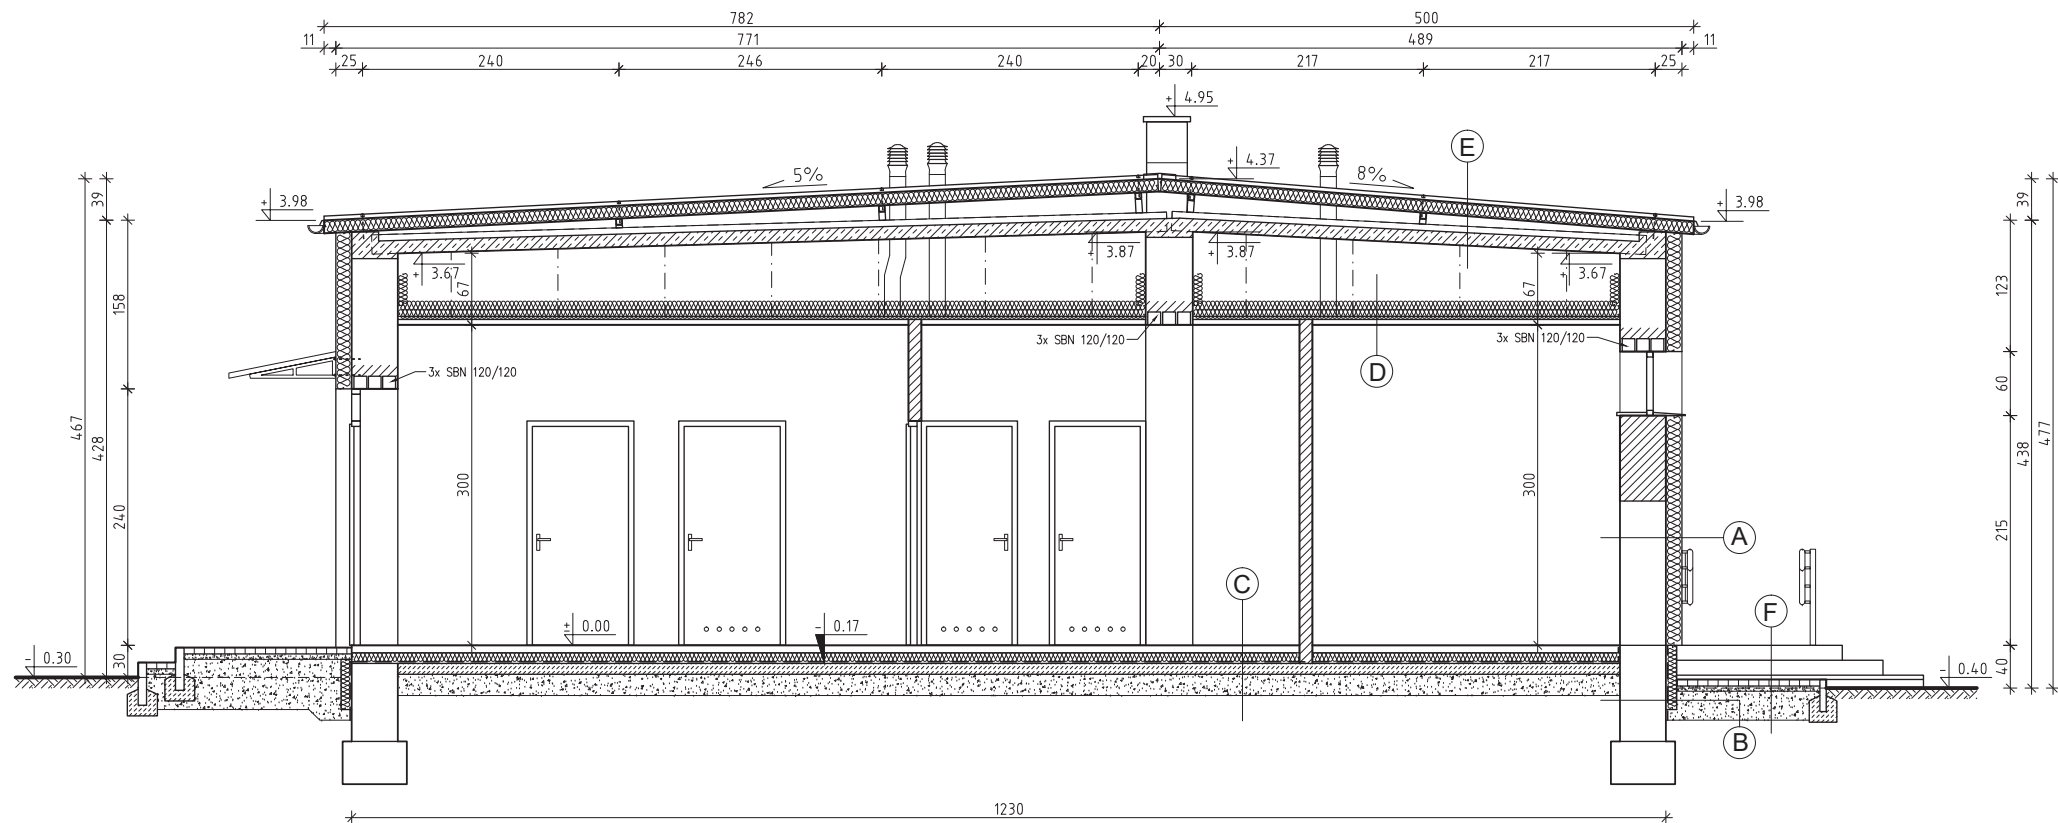 782 500
11 771 489 11
25 240 246 240 20 30 217 217 25
+ 4.95
E
5% + 4.37 8%
39 39
+ 3.98 + 3.98
+ 3.67 + 3.87 + 3.87 + 3.67
67 67
158 123
3x SBN 120/120 3x SBN 120/120
3x SBN 120/120
D
60
467 428 438 477
240 300 300 215
A
C
F
± 0.00 - 0.17
- 0.30 30 40 - 0.40
B
1230